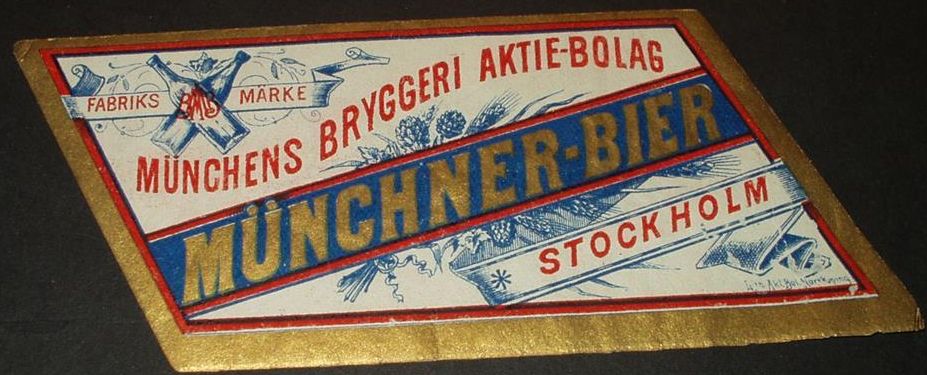 FABRIKS MÄRKE
MÜNCHENS BRYGGERI AKTIE-BOLAG
MÜNCHNER-BIER
STOCKHOLM